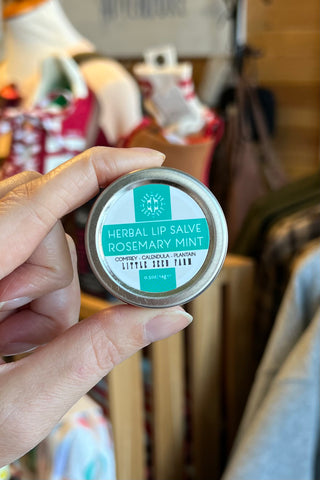 HERBAL LIP SALVE
ROSEMARY MINT
COMFREY · CALENDULA · PLANTAIN
LITTLE SEED FARM